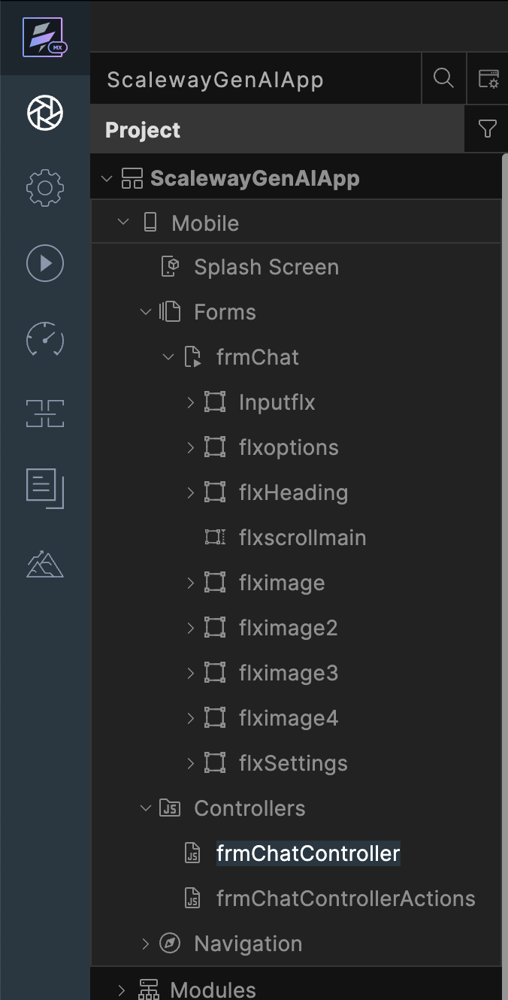 MX
ScalewayGenAIApp
Project
ScalewayGenAIApp
Mobile
Splash Screen
Forms
frmChat
Inputflx
flxoptions
flxHeading
flxscrollmain
flximage
flximage2
flximage3
flximage4
flxSettings
JS Controllers
JS frmChatController
JS frmChatControllerActions
Navigation
Modules